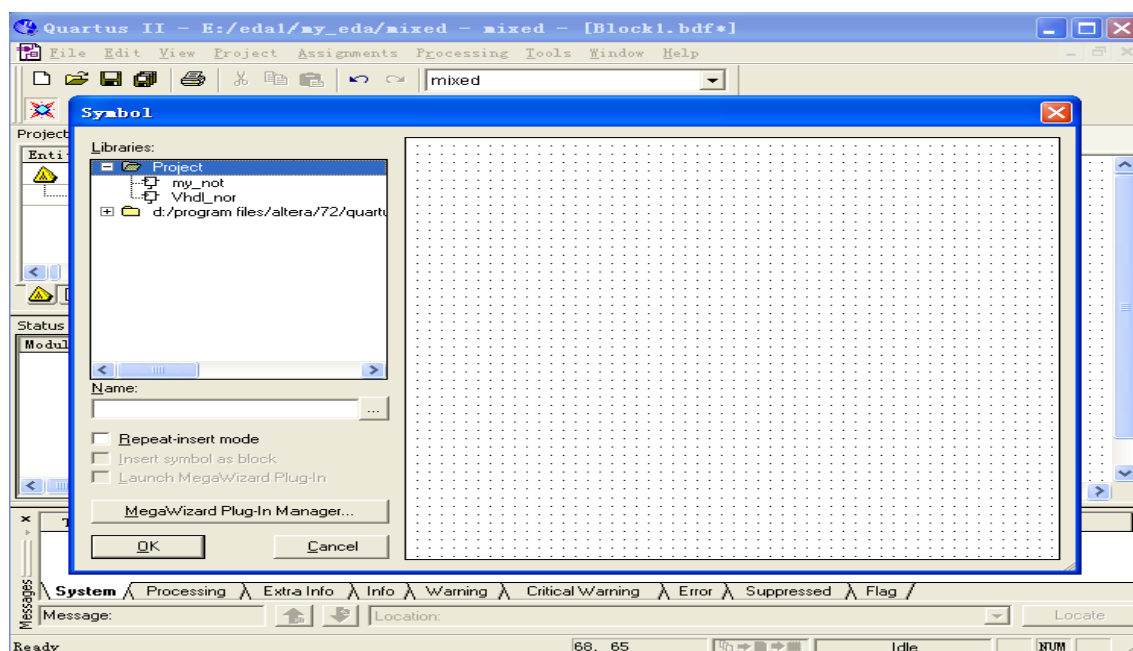 Quartus II - E:/eda1/my_eda/mixed - mixed - [Block1.bdf*]
File Edit View Project Assignments Processing Tools Window Help
mixed
Symbol
Project
Enti
Libraries:
Project
my_not
Vhdl_nor
d:/program files/altera/72/quartu
Status
Modul
Name:
...
Repeat-insert mode
Insert symbol as block
Launch MegaWizard Plug-In
MegaWizard Plug-In Manager...
OK Cancel
System Processing Extra Info Info Warning Critical Warning Error Suppressed Flag
Messages
Message: Location: Locate
Ready 68, 65 Idle NUM